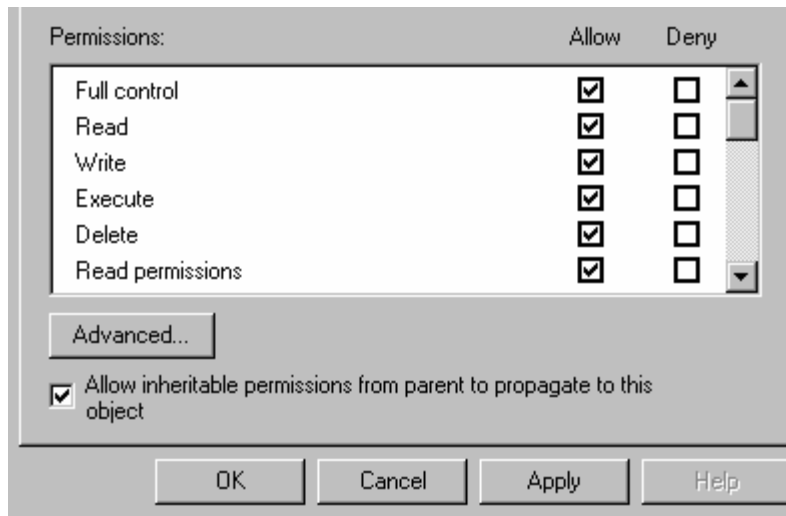 Permissions: Allow Deny
Full control
Read
Write
Execute
Delete
Read permissions
Advanced...
Allow inheritable permissions from parent to propagate to this
object
OK Cancel Apply Help